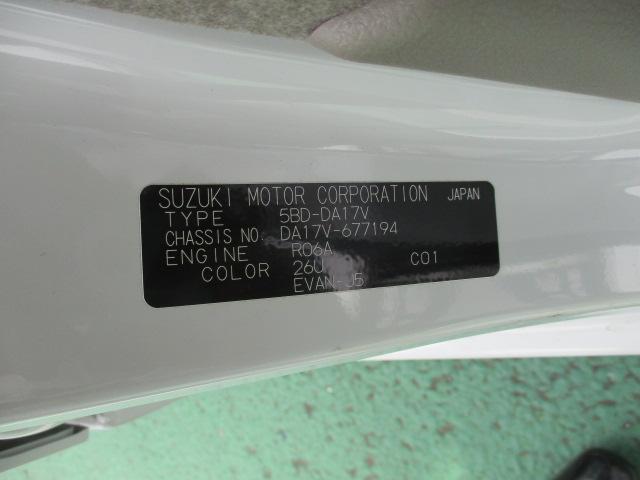 SUZUKI MOTOR CORPORATION JAPAN
TYPE 5BD-DA17V
CHASSIS NO. DA17V-677194
ENGINE R06A
COLOR 26U C01
EVAN-J5